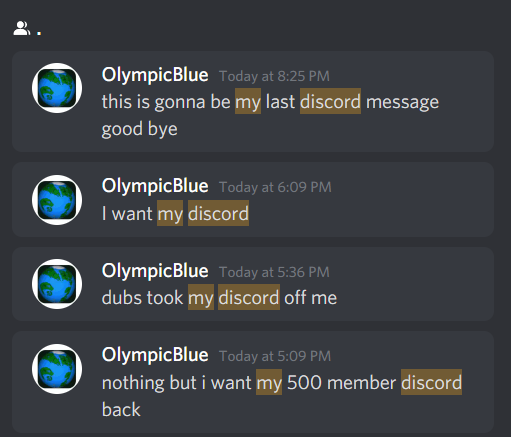 .
OlympicBlue Today at 8:25 PM
this is gonna be my last discord message
good bye
OlympicBlue Today at 6:09 PM
I want my discord
OlympicBlue Today at 5:36 PM
dubs took my discord off me
OlympicBlue Today at 5:09 PM
nothing but i want my 500 member discord
back